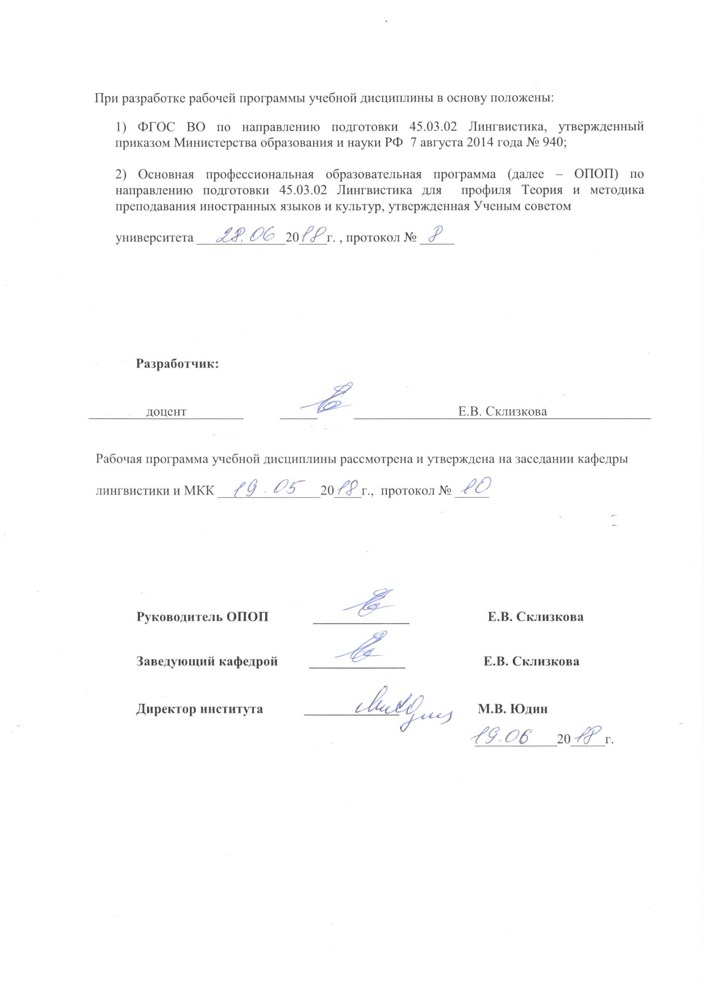 При разработке рабочей программы учебной дисциплины в основу положены:
1) ФГОС ВО по направлению подготовки 45.03.02 Лингвистика, утвержденный
приказом Министерства образования и науки РФ 7 августа 2014 года № 940;
2) Основная профессиональная образовательная программа (далее – ОПОП) по
направлению подготовки 45.03.02 Лингвистика для профиля Теория и методика
преподавания иностранных языков и культур, утвержденная Ученым советом
университета 28.06 2018 г. , протокол № 8
Разработчик:
доцент Е.В. Склизкова
Рабочая программа учебной дисциплины рассмотрена и утверждена на заседании кафедры
лингвистики и МКК 19.05 2018 г., протокол № 10
Руководитель ОПОП Е.В. Склизкова
Заведующий кафедрой Е.В. Склизкова
Директор института М.В. Юдин
19.06 2018 г.